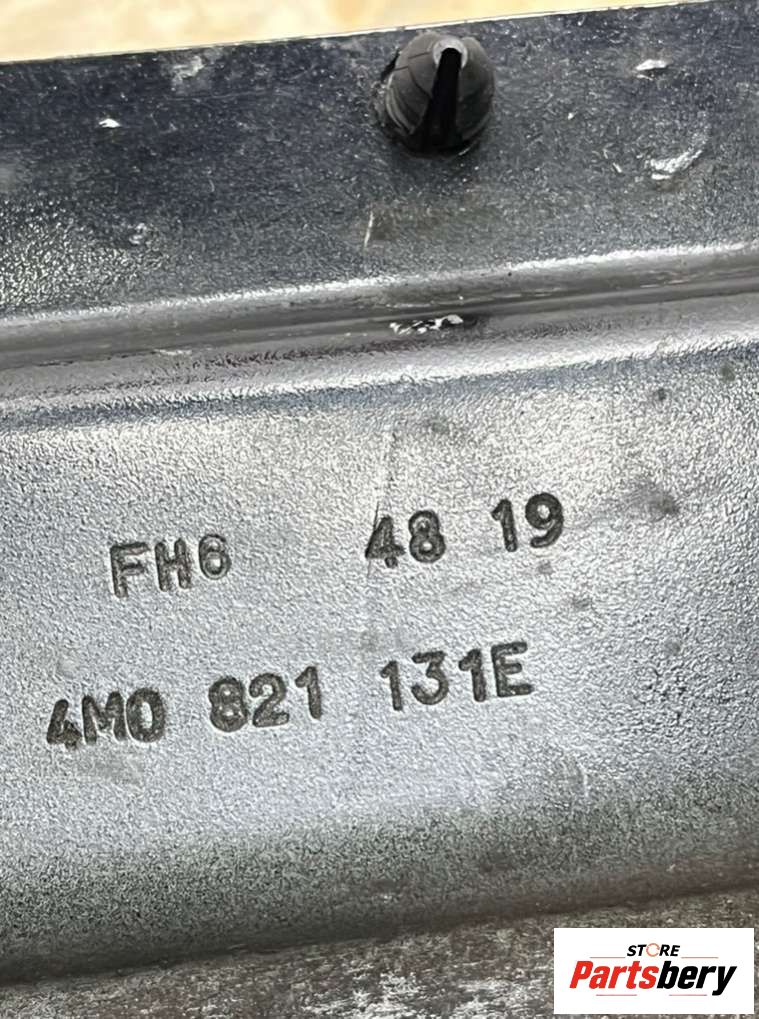 FH6 48 19
4M0 821 131E
STORE
Partsbery